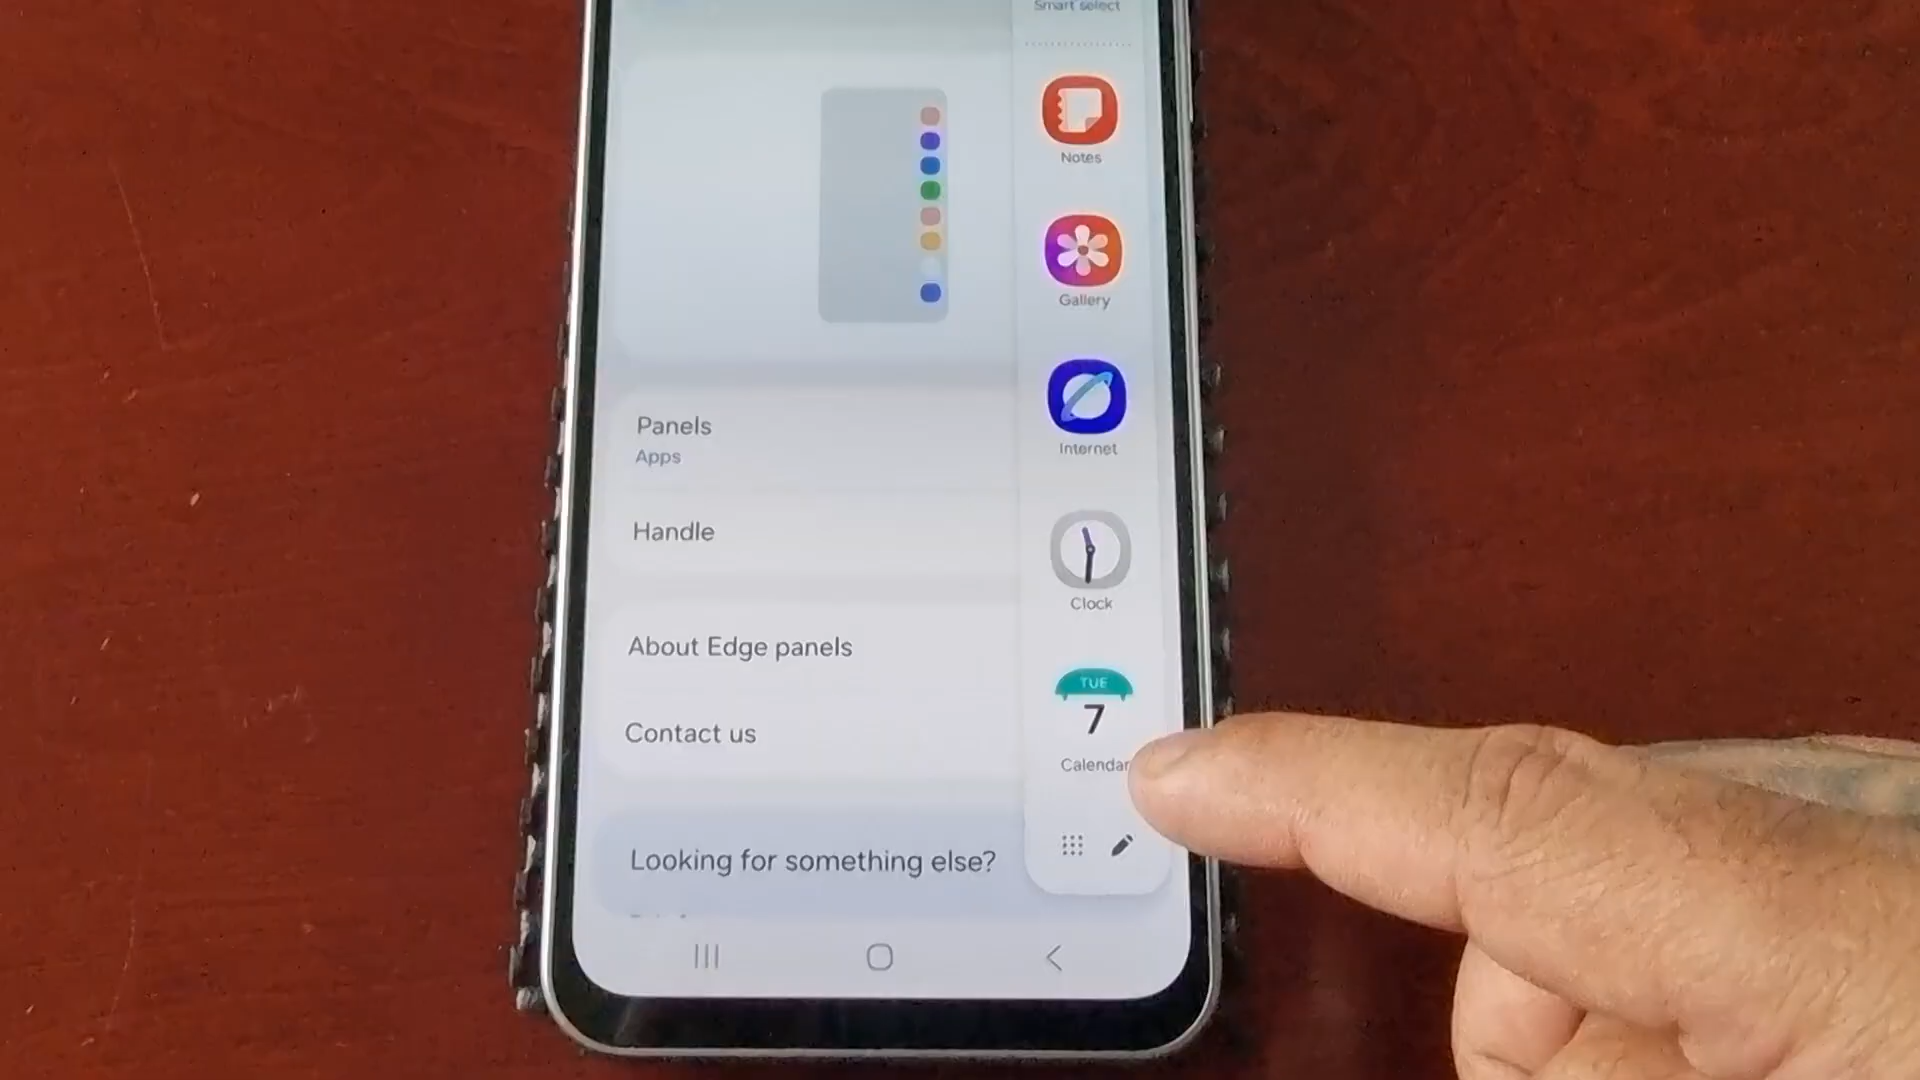 Smart select
Notes
Gallery
Internet
Clock
TUE
7
Calendar
Panels
Apps
Handle
About Edge panels
Contact us
Looking for something else?